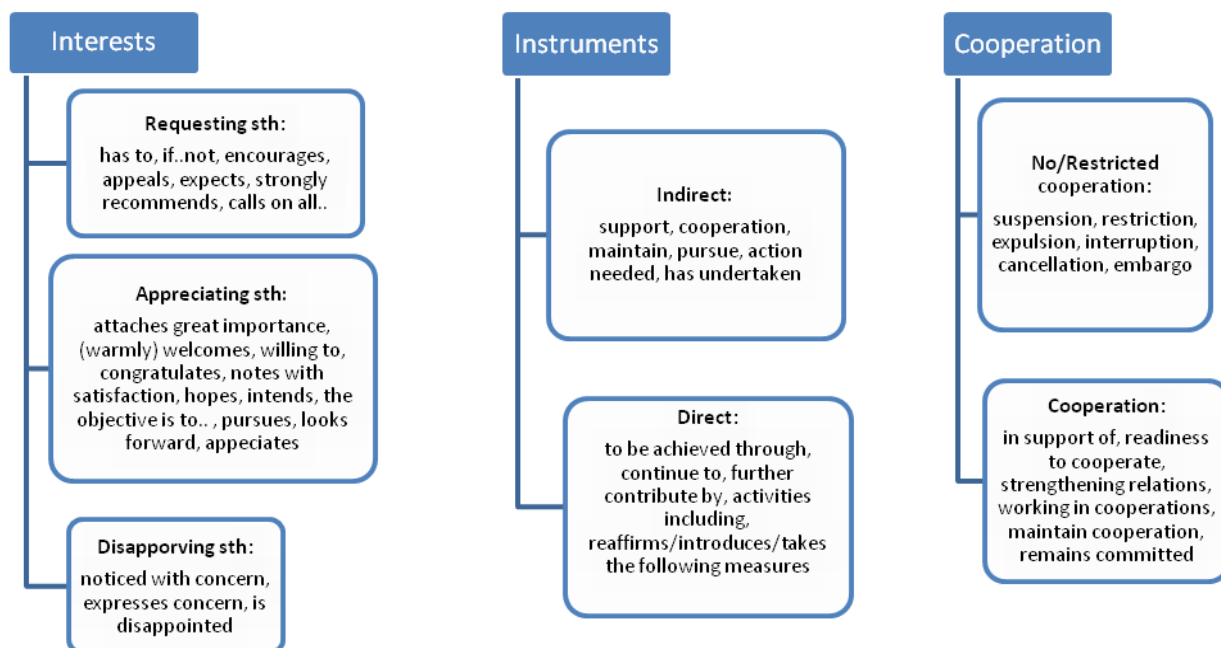 Interests
Requesting sth:
has to, if..not, encourages,
appeals, expects, strongly
recommends, calls on all..
Appreciating sth:
attaches great importance,
(warmly) welcomes, willing to,
congratulates, notes with
satisfaction, hopes, intends, the
objective is to.. , pursues, looks
forward, appeciates
Disapporving sth:
noticed with concern,
expresses concern, is
disappointed
Instruments
Indirect:
support, cooperation,
maintain, pursue, action
needed, has undertaken
Direct:
to be achieved through,
continue to, further
contribute by, activities
including,
reaffirms/introduces/takes
the following measures
Cooperation
No/Restricted
cooperation:
suspension, restriction,
expulsion, interruption,
cancellation, embargo
Cooperation:
in support of, readiness
to cooperate,
strengthening relations,
working in cooperations,
maintain cooperation,
remains committed